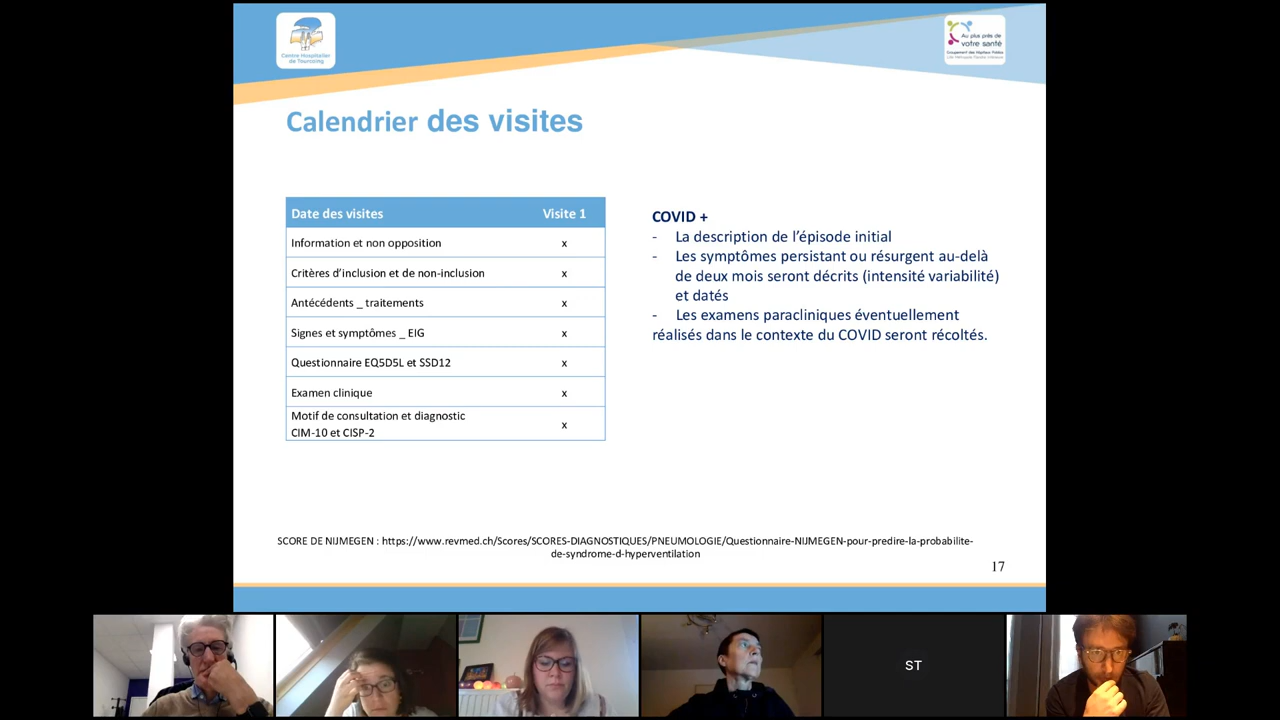 Centre Hospitalier
de Tourcoing
Au plus près de
votre santé
Calendrier des visites
Date des visites Visite 1
Information et non opposition x
Critères d'inclusion et de non-inclusion x
Antécédents _ traitements x
Signes et symptômes _ EIG x
Questionnaire EQ5D5L et SSD12 x
Examen clinique x
Motif de consultation et diagnostic
CIM-10 et CISP-2 x
COVID +
- La description de l'épisode initial
- Les symptômes persistant ou résurgent au-delà
de deux mois seront décrits (intensité variabilité)
et datés
- Les examens paracliniques éventuellement
réalisés dans le contexte du COVID seront récoltés.
SCORE DE NIJMEGEN : https://www.revmed.ch/Scores/SCORES-DIAGNOSTIQUES/PNEUMOLOGIE/Questionnaire-NIJMEGEN-pour-predire-la-probabilite-
de-syndrome-d-hyperventilation
17
ST